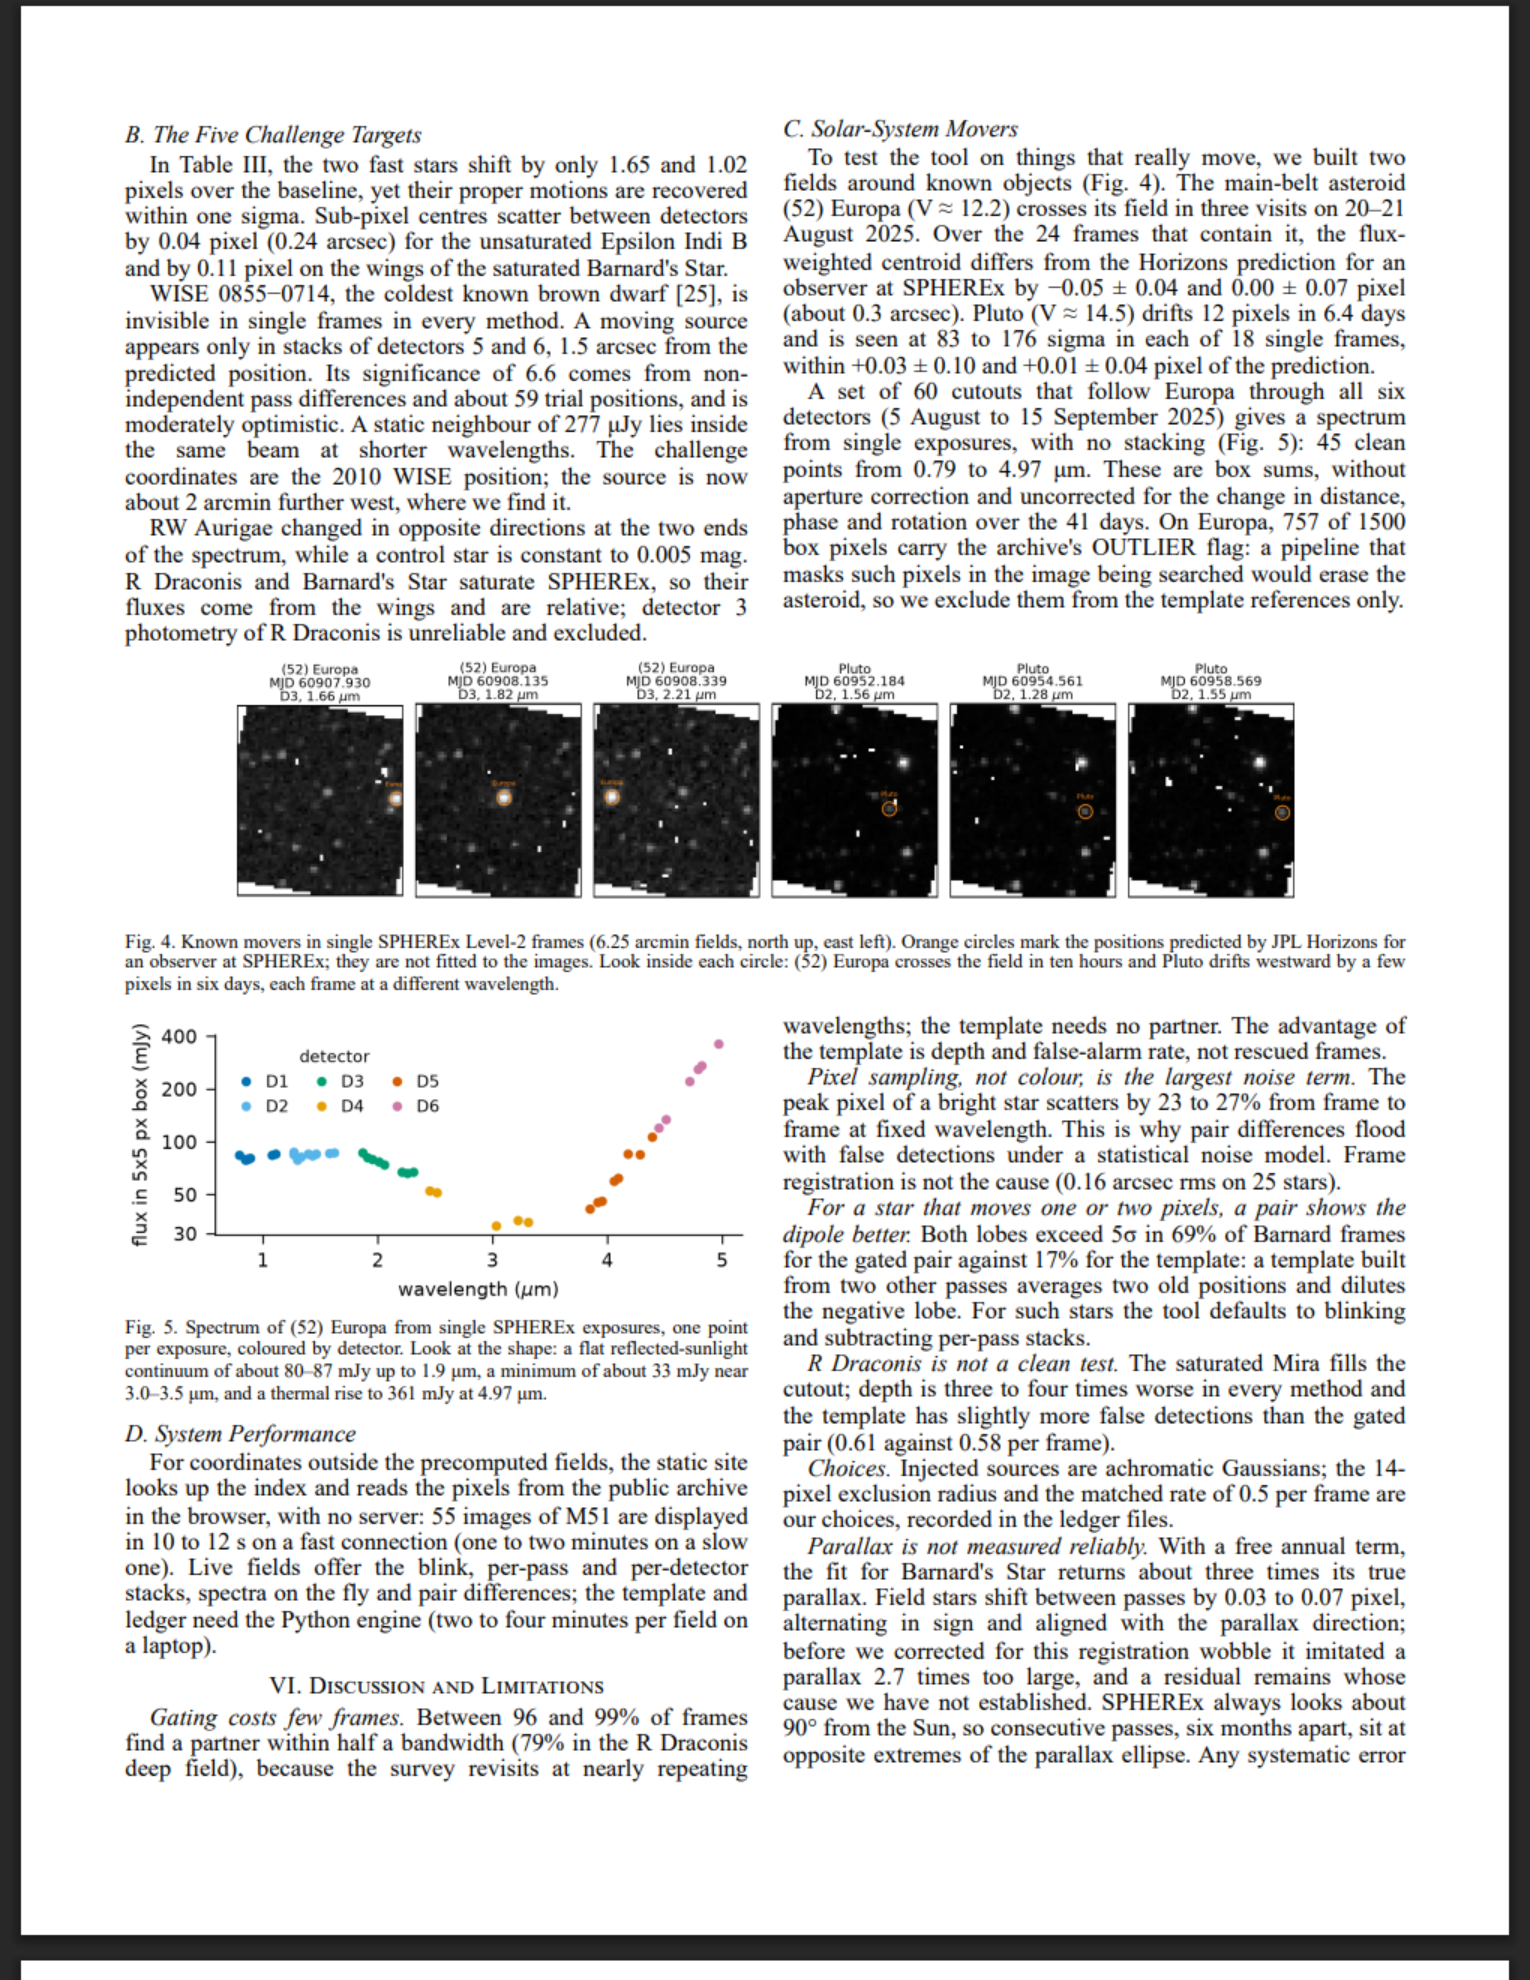 B. The Five Challenge Targets
In Table III, the two fast stars shift by only 1.65 and 1.02
pixels over the baseline, yet their proper motions are recovered
within one sigma. Sub-pixel centres scatter between detectors
by 0.04 pixel (0.24 arcsec) for the unsaturated Epsilon Indi B
and by 0.11 pixel on the wings of the saturated Barnard's Star.
WISE 0855−0714, the coldest known brown dwarf [25], is
invisible in single frames in every method. A moving source
appears only in stacks of detectors 5 and 6, 1.5 arcsec from the
predicted position. Its significance of 6.6 comes from non-
independent pass differences and about 59 trial positions, and is
moderately optimistic. A static neighbour of 277 μJy lies inside
the same beam at shorter wavelengths. The challenge
coordinates are the 2010 WISE position; the source is now
about 2 arcmin further west, where we find it.
RW Aurigae changed in opposite directions at the two ends
of the spectrum, while a control star is constant to 0.005 mag.
R Draconis and Barnard's Star saturate SPHEREx, so their
fluxes come from the wings and are relative; detector 3
photometry of R Draconis is unreliable and excluded.
C. Solar-System Movers
To test the tool on things that really move, we built two
fields around known objects (Fig. 4). The main-belt asteroid
(52) Europa (V ≈ 12.2) crosses its field in three visits on 20–21
August 2025. Over the 24 frames that contain it, the flux-
weighted centroid differs from the Horizons prediction for an
observer at SPHEREx by −0.05 ± 0.04 and 0.00 ± 0.07 pixel
(about 0.3 arcsec). Pluto (V ≈ 14.5) drifts 12 pixels in 6.4 days
and is seen at 83 to 176 sigma in each of 18 single frames,
within +0.03 ± 0.10 and +0.01 ± 0.04 pixel of the prediction.
A set of 60 cutouts that follow Europa through all six
detectors (5 August to 15 September 2025) gives a spectrum
from single exposures, with no stacking (Fig. 5): 45 clean
points from 0.79 to 4.97 μm. These are box sums, without
aperture correction and uncorrected for the change in distance,
phase and rotation over the 41 days. On Europa, 757 of 1500
box pixels carry the archive's OUTLIER flag: a pipeline that
masks such pixels in the image being searched would erase the
asteroid, so we exclude them from the template references only.
(52) Europa
MJD 60907.930
D3, 1.66 μm
Europa
(52) Europa
MJD 60908.135
D3, 1.82 μm
Europa
(52) Europa
MJD 60908.339
D3, 2.21 μm
Europa
Pluto
MJD 60952.184
D2, 1.56 μm
Pluto
Pluto
MJD 60954.561
D2, 1.28 μm
Pluto
Pluto
MJD 60958.569
D2, 1.55 μm
Pluto
Fig. 4. Known movers in single SPHEREx Level-2 frames (6.25 arcmin fields, north up, east left). Orange circles mark the positions predicted by JPL Horizons for
an observer at SPHEREx; they are not fitted to the images. Look inside each circle: (52) Europa crosses the field in ten hours and Pluto drifts westward by a few
pixels in six days, each frame at a different wavelength.
flux in 5x5 px box (mJy)
400
200
100
50
30
detector
D1 D3 D5
D2 D4 D6
1 2 3 4 5
wavelength (μm)
Fig. 5. Spectrum of (52) Europa from single SPHEREx exposures, one point
per exposure, coloured by detector. Look at the shape: a flat reflected-sunlight
continuum of about 80–87 mJy up to 1.9 μm, a minimum of about 33 mJy near
3.0–3.5 μm, and a thermal rise to 361 mJy at 4.97 μm.
D. System Performance
For coordinates outside the precomputed fields, the static site
looks up the index and reads the pixels from the public archive
in the browser, with no server: 55 images of M51 are displayed
in 10 to 12 s on a fast connection (one to two minutes on a slow
one). Live fields offer the blink, per-pass and per-detector
stacks, spectra on the fly and pair differences; the template and
ledger need the Python engine (two to four minutes per field on
a laptop).
VI. DISCUSSION AND LIMITATIONS
Gating costs few frames. Between 96 and 99% of frames
find a partner within half a bandwidth (79% in the R Draconis
deep field), because the survey revisits at nearly repeating
wavelengths; the template needs no partner. The advantage of
the template is depth and false-alarm rate, not rescued frames.
Pixel sampling, not colour, is the largest noise term. The
peak pixel of a bright star scatters by 23 to 27% from frame to
frame at fixed wavelength. This is why pair differences flood
with false detections under a statistical noise model. Frame
registration is not the cause (0.16 arcsec rms on 25 stars).
For a star that moves one or two pixels, a pair shows the
dipole better. Both lobes exceed 5σ in 69% of Barnard frames
for the gated pair against 17% for the template: a template built
from two other passes averages two old positions and dilutes
the negative lobe. For such stars the tool defaults to blinking
and subtracting per-pass stacks.
R Draconis is not a clean test. The saturated Mira fills the
cutout; depth is three to four times worse in every method and
the template has slightly more false detections than the gated
pair (0.61 against 0.58 per frame).
Choices. Injected sources are achromatic Gaussians; the 14-
pixel exclusion radius and the matched rate of 0.5 per frame are
our choices, recorded in the ledger files.
Parallax is not measured reliably. With a free annual term,
the fit for Barnard's Star returns about three times its true
parallax. Field stars shift between passes by 0.03 to 0.07 pixel,
alternating in sign and aligned with the parallax direction;
before we corrected for this registration wobble it imitated a
parallax 2.7 times too large, and a residual remains whose
cause we have not established. SPHEREx always looks about
90° from the Sun, so consecutive passes, six months apart, sit at
opposite extremes of the parallax ellipse. Any systematic error